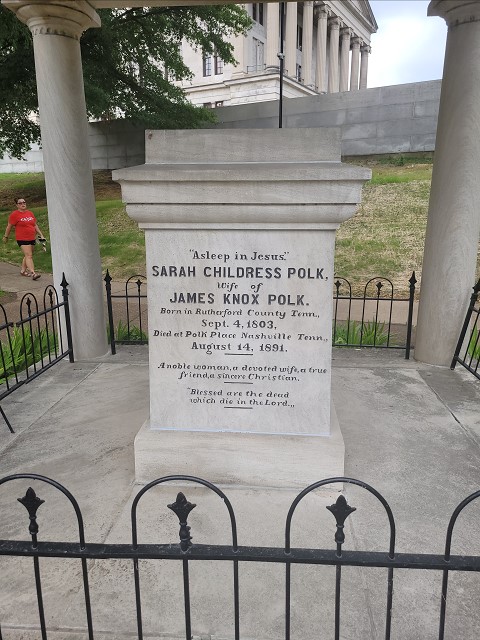 "Asleep in Jesus."
SARAH CHILDRESS POLK,
Wife of
JAMES KNOX POLK.
Born in Rutherford County Tenn.,
Sept. 4, 1803,
Died at Polk Place Nashville Tenn.,
August 14, 1891.
A noble woman, a devoted wife, a true
friend, a sincere Christian.
"Blessed are the dead
which die in the Lord.,,